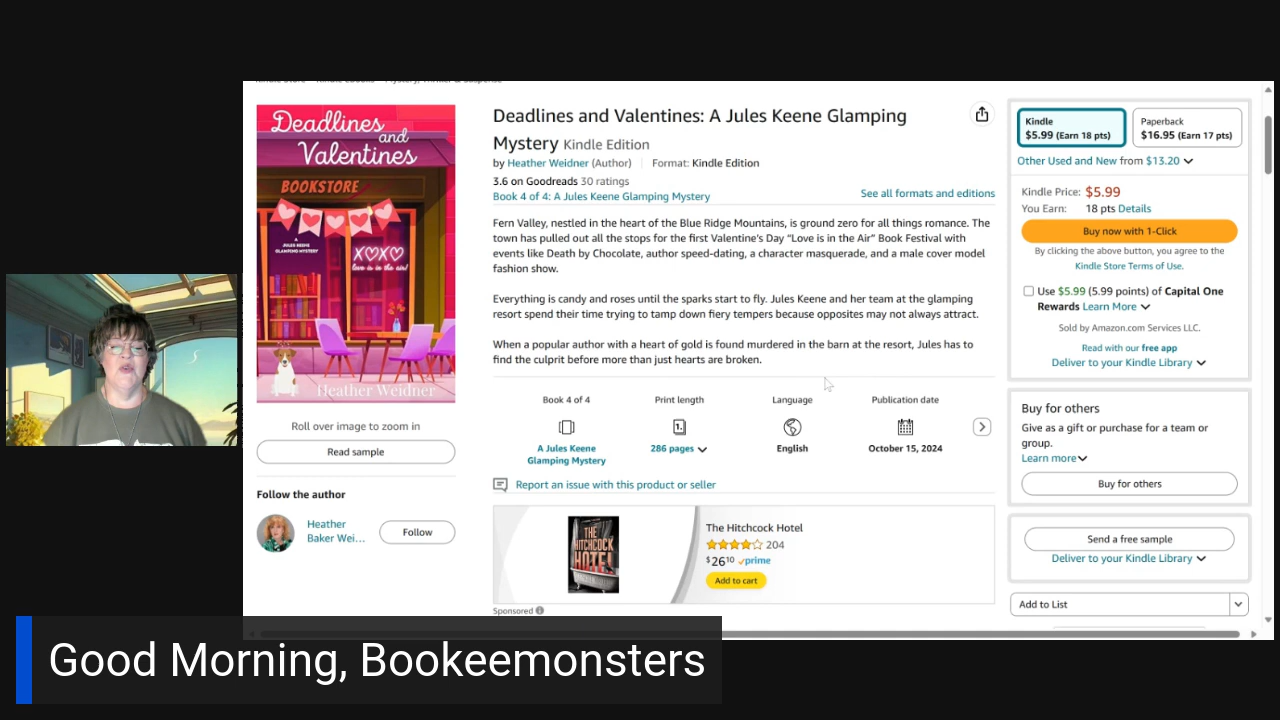 Deadlines
and
Valentines
BOOKSTORE
A
JULES KEENE
GLAMPING
MYSTERY
XOXO
love is in the air!
Heather Weidner
Roll over image to zoom in
Read sample
Follow the author
Heather
Baker Wei...
Follow
Deadlines and Valentines: A Jules Keene Glamping
Mystery Kindle Edition
by Heather Weidner (Author) Format: Kindle Edition
3.6 on Goodreads 30 ratings
Book 4 of 4: A Jules Keene Glamping Mystery
See all formats and editions
Fern Valley, nestled in the heart of the Blue Ridge Mountains, is ground zero for all things romance. The
town has pulled out all the stops for the first Valentine's Day “Love is in the Air” Book Festival with
events like Death by Chocolate, author speed-dating, a character masquerade, and a male cover model
fashion show.
Everything is candy and roses until the sparks start to fly. Jules Keene and her team at the glamping
resort spend their time trying to tamp down fiery tempers because opposites may not always attract.
When a popular author with a heart of gold is found murdered in the barn at the resort, Jules has to
find the culprit before more than just hearts are broken.
Book 4 of 4
A Jules Keene
Glamping Mystery
Print length
286 pages
Language
English
Publication date
October 15, 2024
Report an issue with this product or seller
THE
HITCHCOCK
HOTEL
The Hitchcock Hotel
204
$2610 prime
Add to cart
Sponsored
Kindle
$5.99 (Earn 18 pts)
Paperback
$16.95 (Earn 17 pts)
Other Used and New from $13.20
Kindle Price: $5.99
You Earn: 18 pts Details
Buy now with 1-Click
By clicking the above button, you agree to the
Kindle Store Terms of Use.
Use $5.99 (5.99 points) of Capital One
Rewards Learn More
Sold by Amazon.com Services LLC.
Read with our free app
Deliver to your Kindle Library
Buy for others
Give as a gift or purchase for a team or
group.
Learn more
Buy for others
Send a free sample
Deliver to your Kindle Library
Add to List
Good Morning, Bookeemonsters